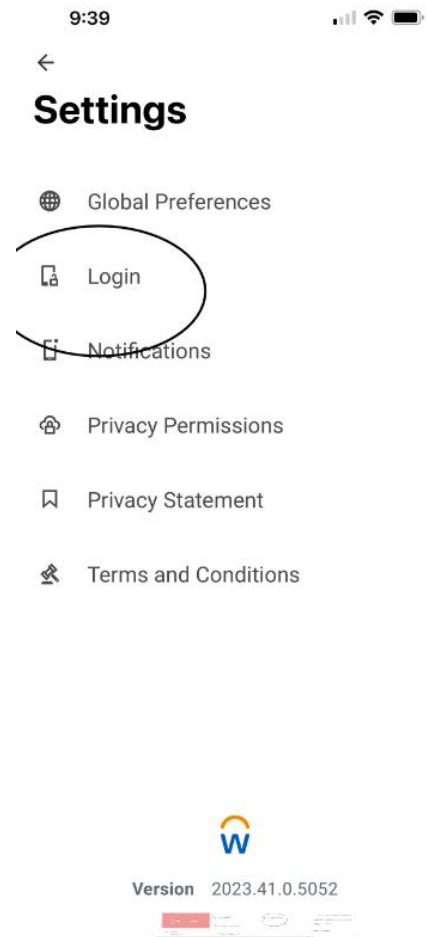 9:39
Settings
Global Preferences
Login
Notifications
Privacy Permissions
Privacy Statement
Terms and Conditions
W
Version 2023.41.0.5052